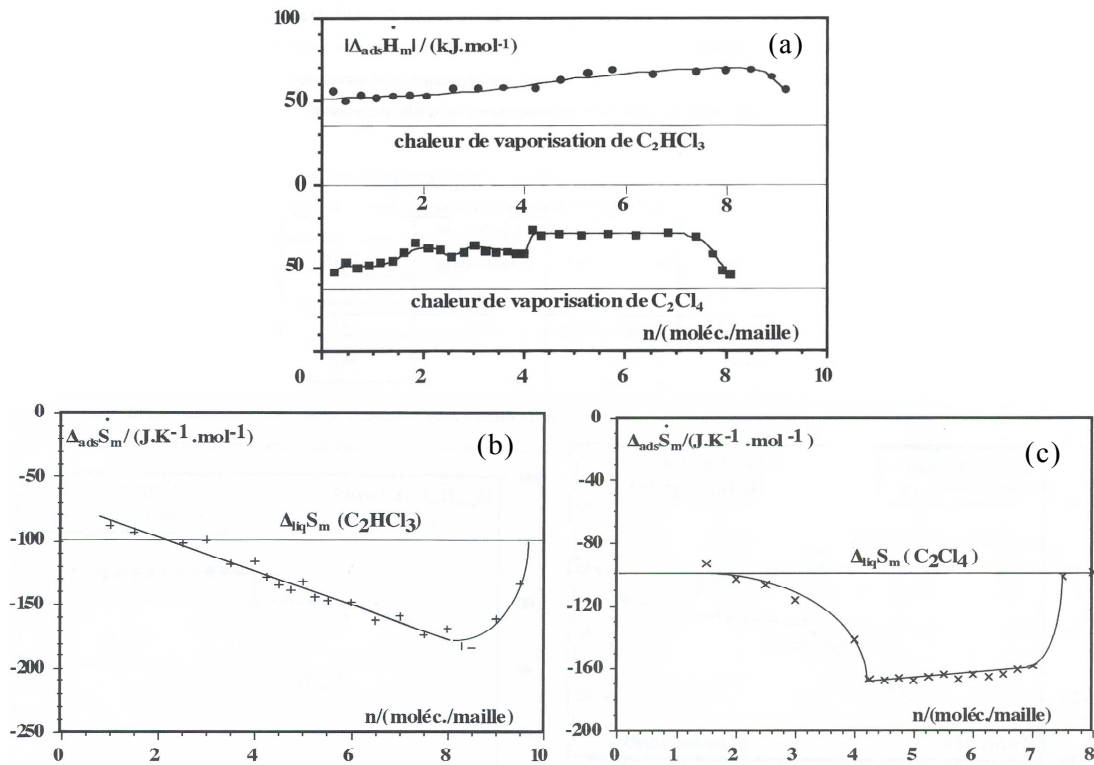 100
|ΔadsḢm| / (kJ.mol-1)
(a)
50
chaleur de vaporisation de C2HCl3
0
2 4 6 8
50
chaleur de vaporisation de C2Cl4
n/(moléc./maille)
0 2 4 6 8 10
0
ΔadsṠm/ (J.K-1 .mol-1)
(b)
-50
ΔliqSm (C2HCl3)
-100
-150
-200
n/(moléc./maille)
-250
0 2 4 6 8 10
0
ΔadsṠm/(J.K-1 .mol -1)
(c)
-40
-80
ΔliqSm ( C2Cl4)
-120
-160
n/(moléc./maille)
-200
0 1 2 3 4 5 6 7 8